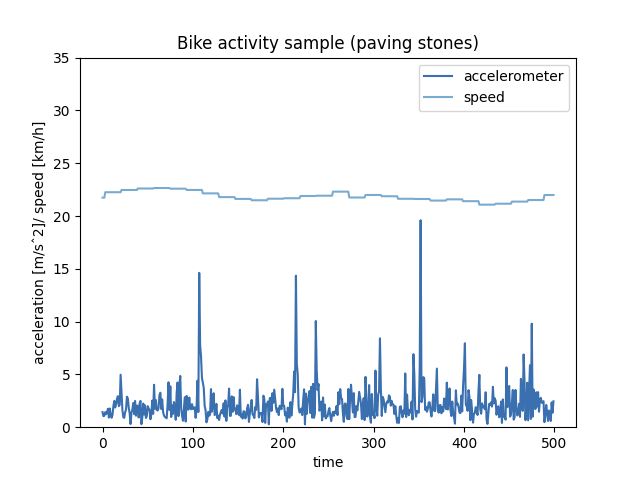 Bike activity sample (paving stones)
accelerometer
speed
35
30
25
20
15
10
5
0
acceleration [m/sˆ2]/ speed [km/h]
0 100 200 300 400 500
time